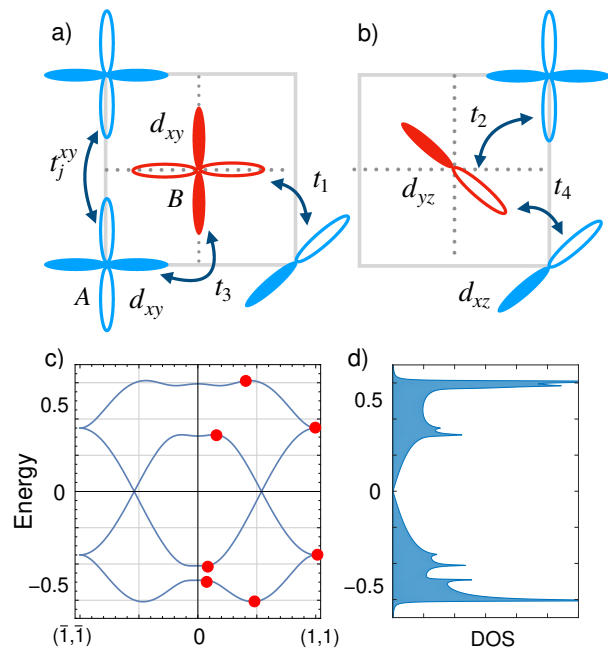 a)
b)
d_{xy}
t_2
t_j^{xy}
t_1
t_4
B
d_{yz}
A
d_{xy}
t_3
d_{xz}
c)
d)
0.5
0.5
Energy
0
0
−0.5
−0.5
(1̄,1̄)
0
(1,1)
DOS